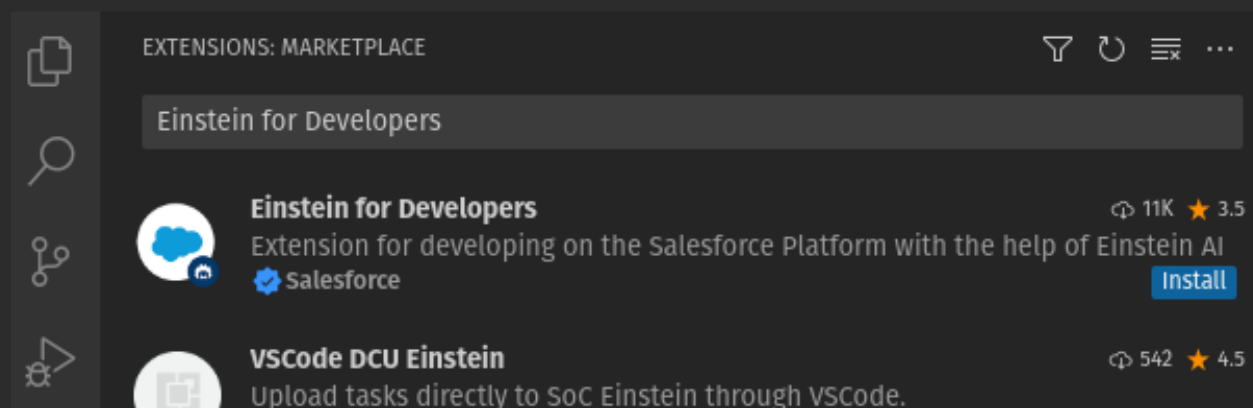 EXTENSIONS: MARKETPLACE
Einstein for Developers
Einstein for Developers 11K 3.5
Extension for developing on the Salesforce Platform with the help of Einstein AI
Salesforce Install
VSCode DCU Einstein 542 4.5
Upload tasks directly to SoC Einstein through VSCode.